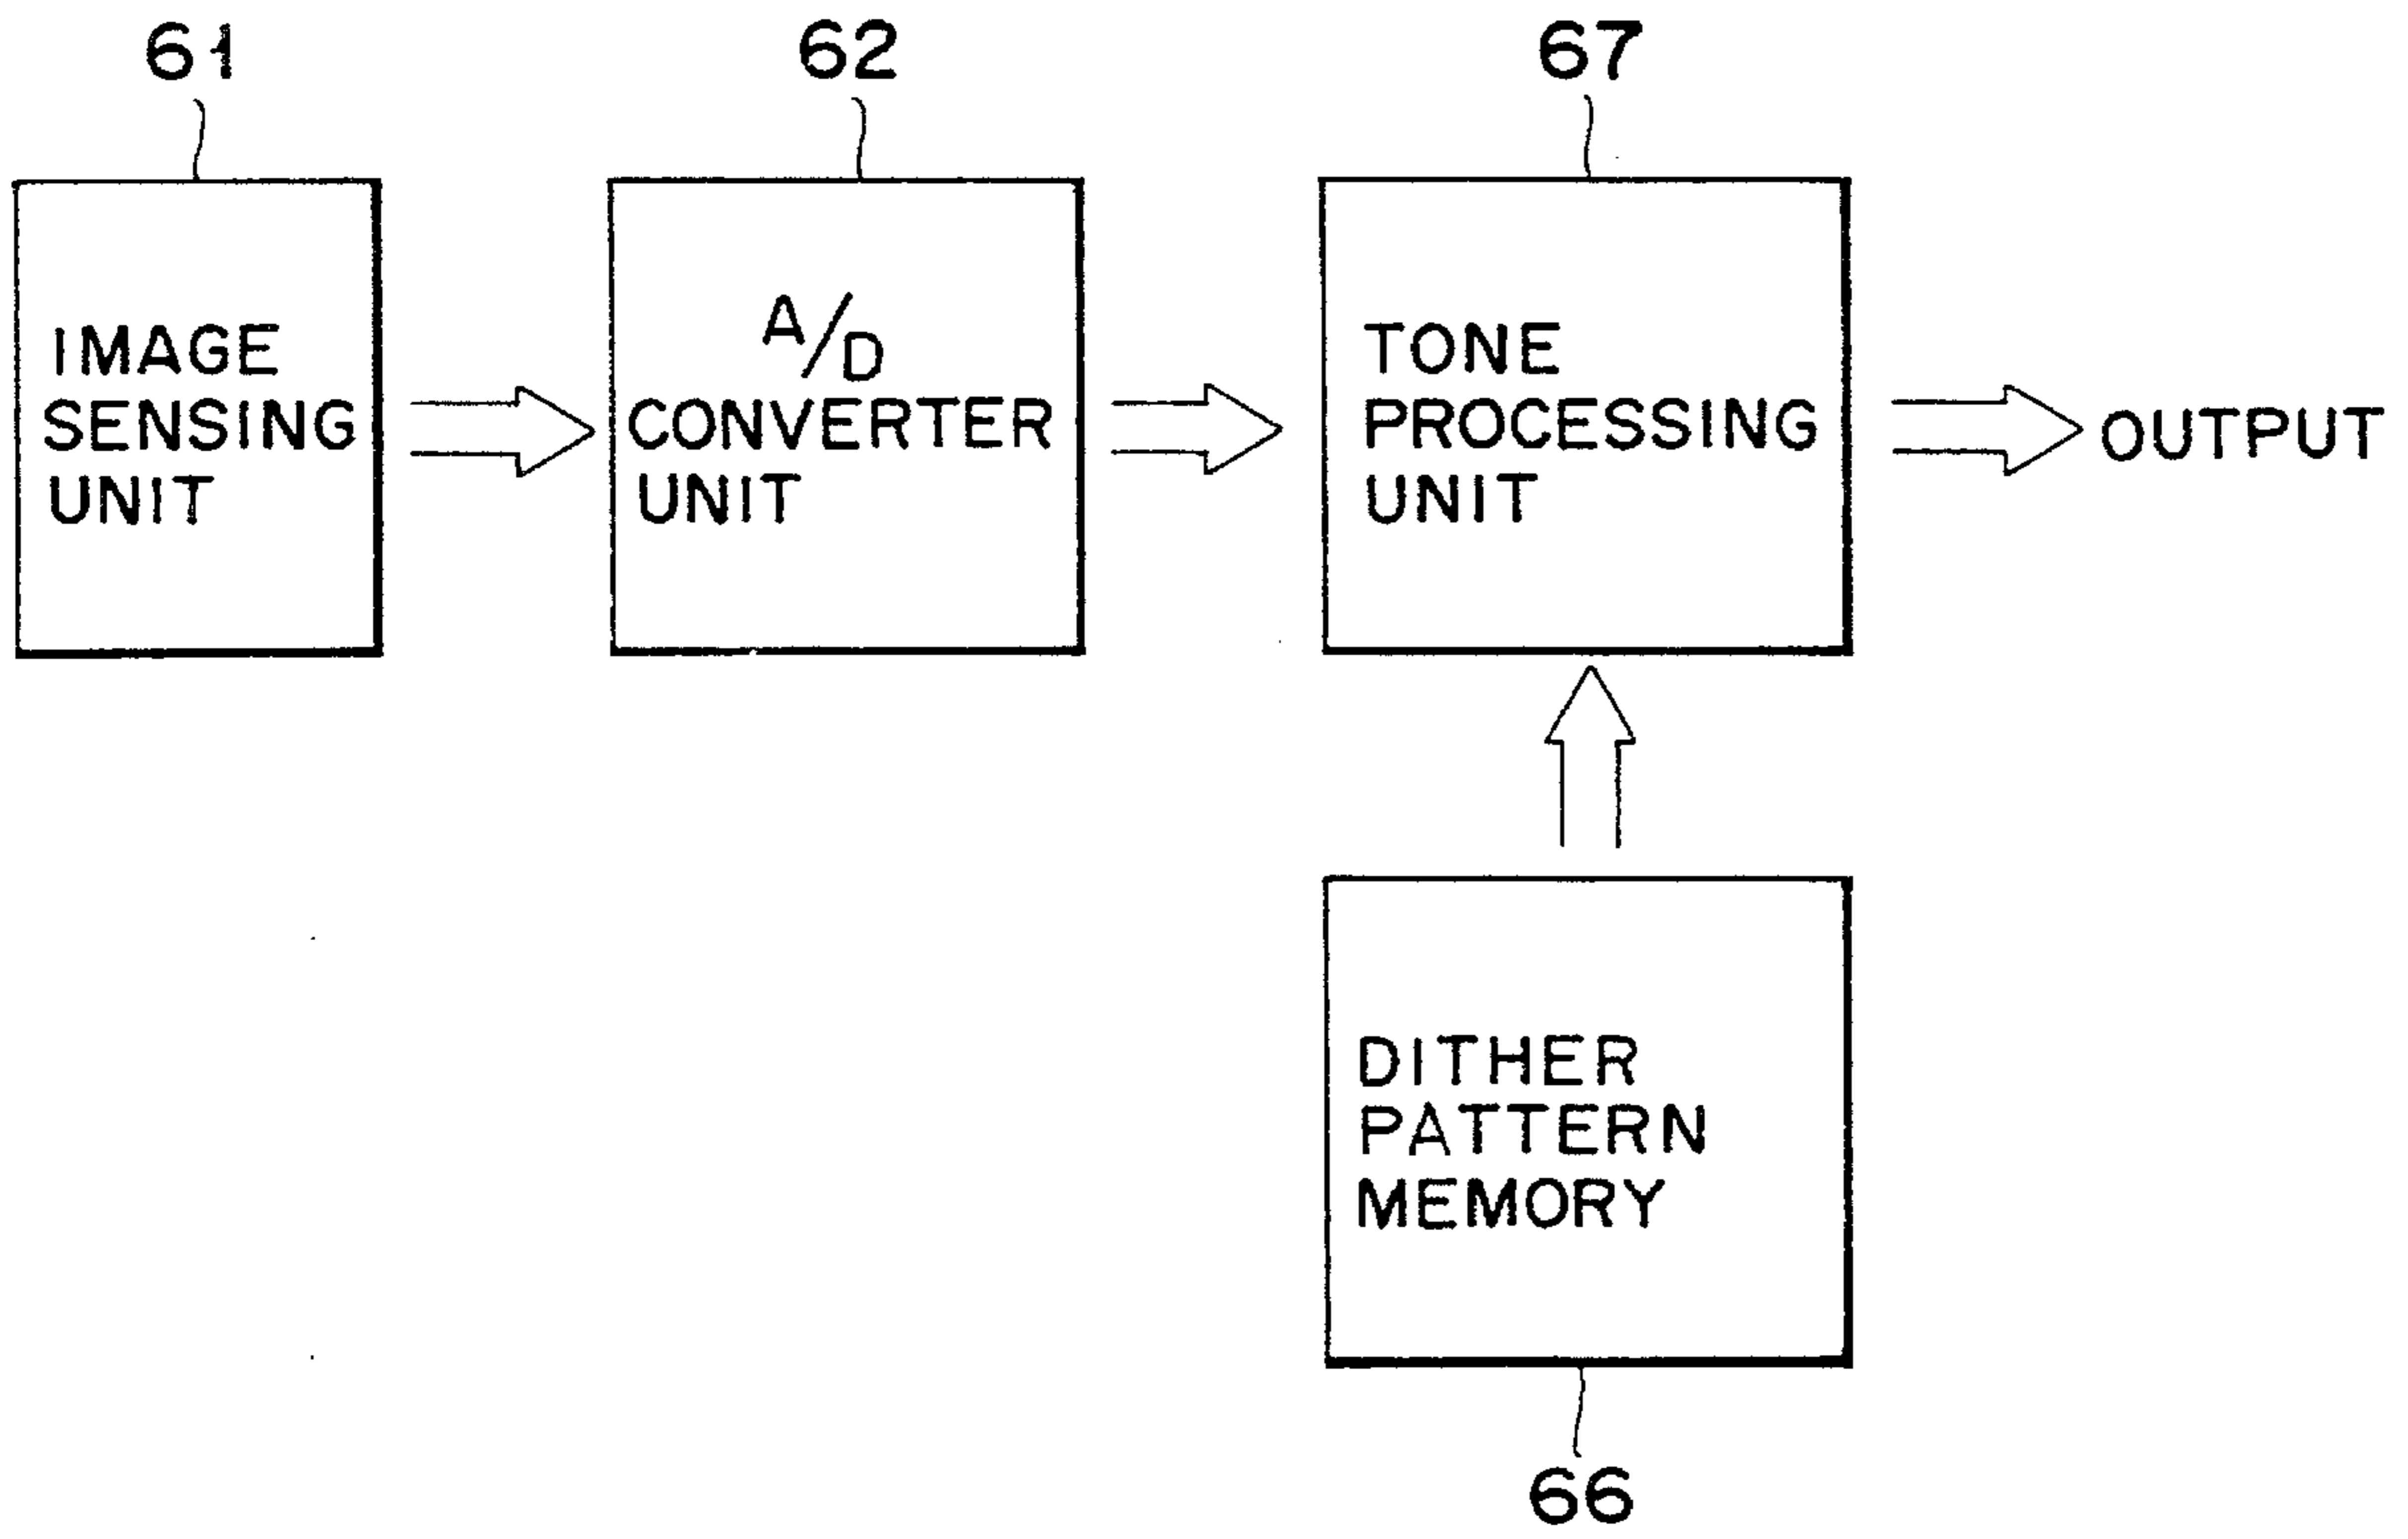 61
62
67
IMAGE
SENSING
UNIT
A/D
CONVERTER
UNIT
TONE
PROCESSING
UNIT
OUTPUT
DITHER
PATTERN
MEMORY
66